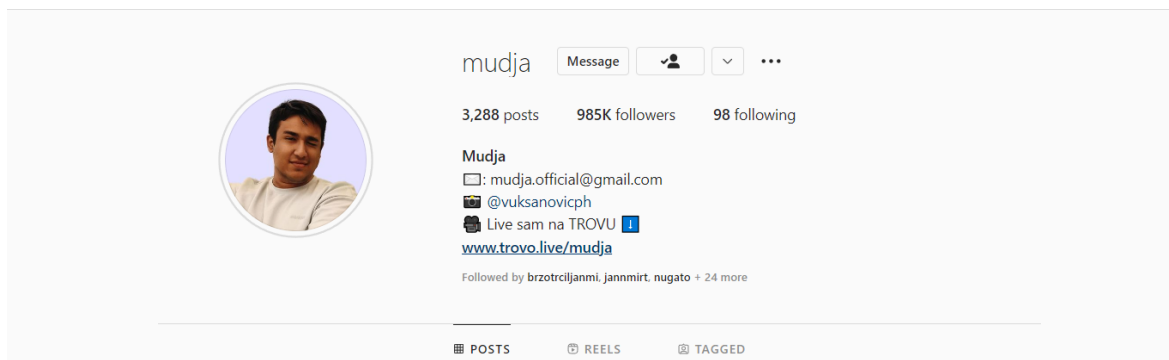 mudja Message
3,288 posts 985K followers 98 following
Mudja
: mudja.official@gmail.com
@vuksanovicph
Live sam na TROVU
www.trovo.live/mudja
Followed by brzotrciljanmi, jannmirt, nugato + 24 more
POSTS REELS TAGGED